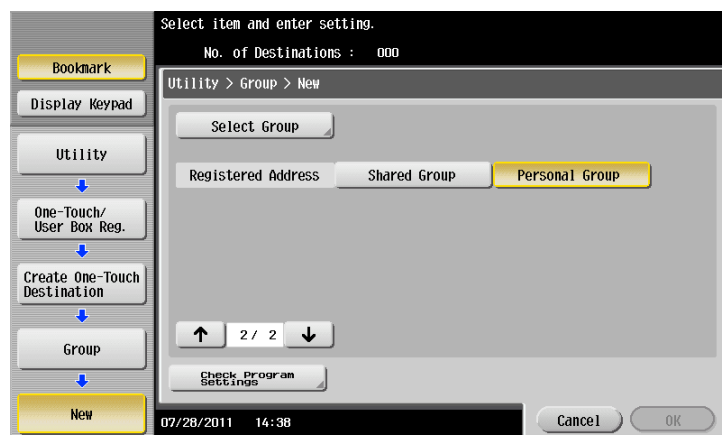 Select item and enter setting.
No. of Destinations : 000
Bookmark
Display Keypad
Utility
One-Touch/
User Box Reg.
Create One-Touch
Destination
Group
New
Utility > Group > New
Select Group
Registered Address Shared Group Personal Group
↑ 2/ 2 ↓
Check Program
Settings
07/28/2011 14:38
Cancel OK